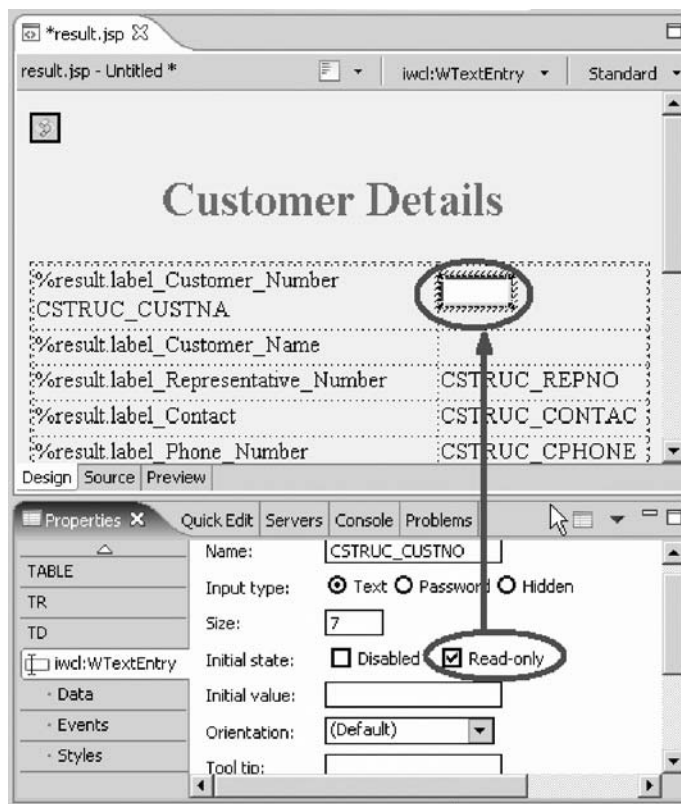 *result.jsp
result.jsp - Untitled *
iwcl:WTextEntry
Standard
Customer Details
%result.label_Customer_Number
CSTRUC_CUSTNA
%result.label_Customer_Name
%result.label_Representative_Number CSTRUC_REPNO
%result.label_Contact CSTRUC_CONTAC
%result.label_Phone_Number CSTRUC_CPHONE
Design Source Preview
Properties Quick Edit Servers Console Problems
TABLE
TR
TD
iwcl:WTextEntry
· Data
· Events
· Styles
Name: CSTRUC_CUSTNO
Input type: Text Password Hidden
Size: 7
Initial state: Disabled Read-only
Initial value:
Orientation: (Default)
Tool tip: